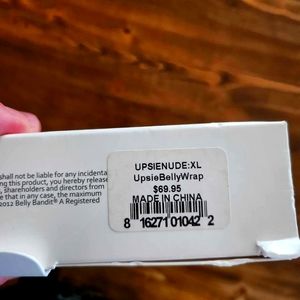 shall not be liable for any incidenta
ing this product, you hereby release
, shareholders and directors from
e that in any case, the maximum
2012 Belly Bandit® A Registered
UPSIENUDE:XL
UpsieBellyWrap
$69.95
MADE IN CHINA
8 16271 01042 2